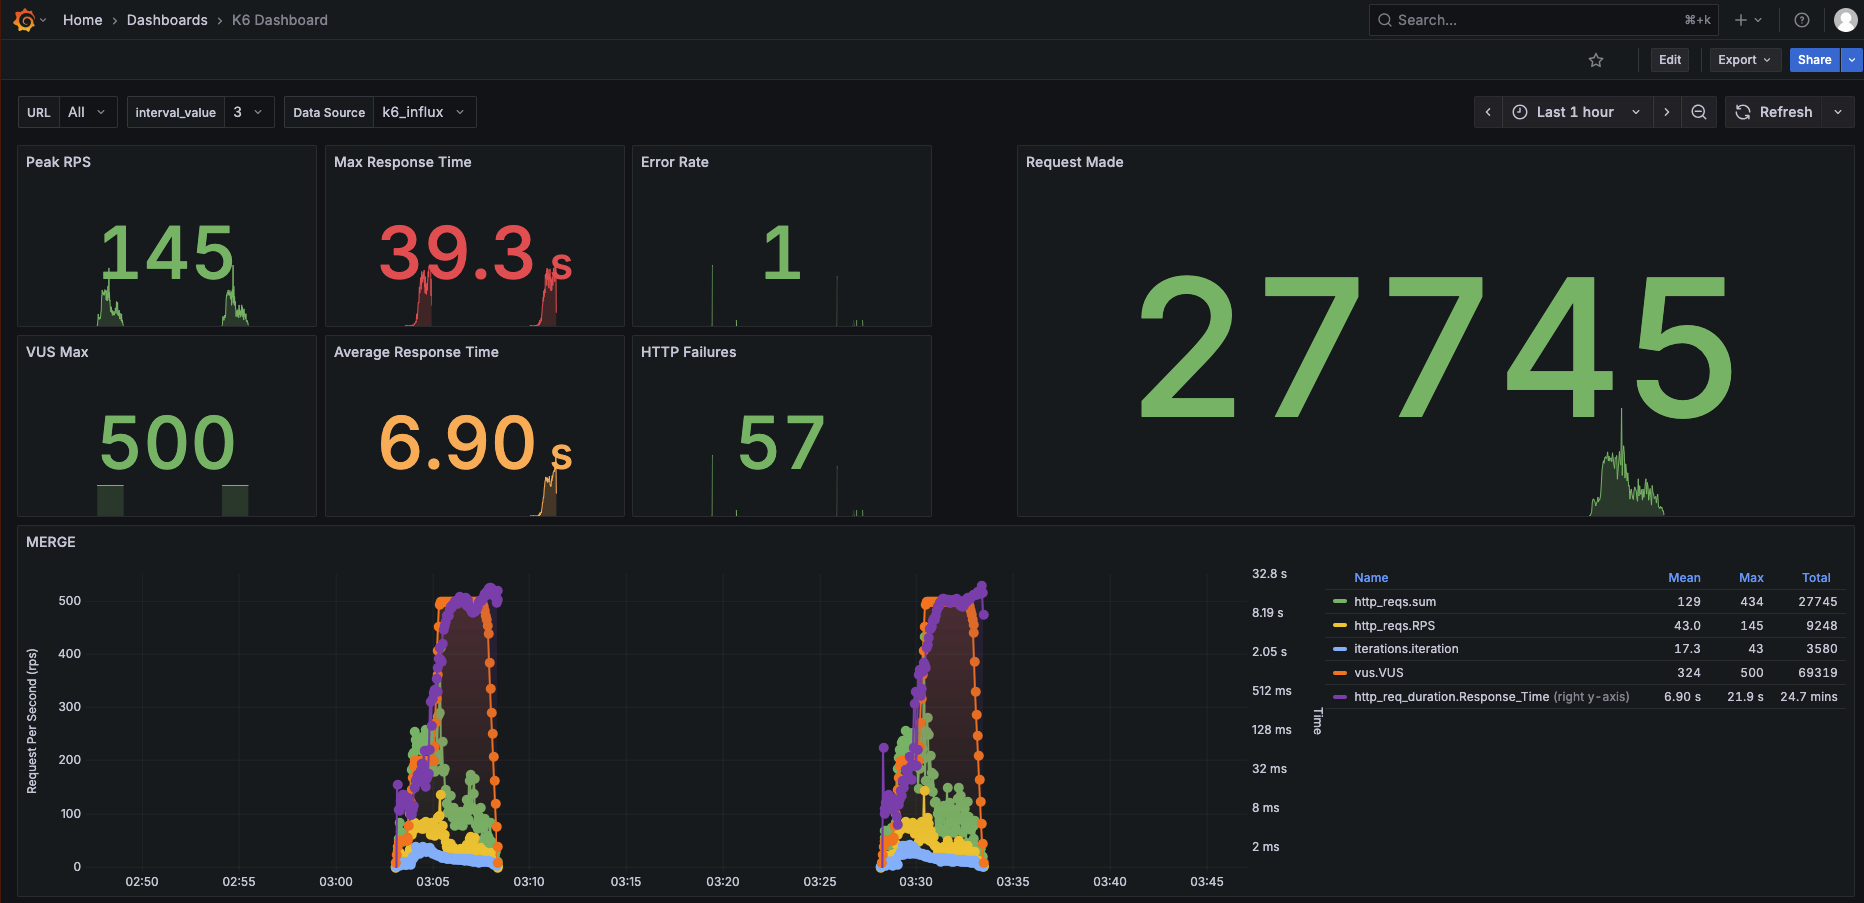 Home › Dashboards › K6 Dashboard
Search... ⌘+k
Edit Export Share
URL All interval_value 3 Data Source k6_influx
Last 1 hour Refresh
Peak RPS
145
Max Response Time
39.3 s
Error Rate
1
Request Made
27745
VUS Max
500
Average Response Time
6.90 s
HTTP Failures
57
MERGE
Request Per Second (rps)
500
400
300
200
100
0
02:50 02:55 03:00 03:05 03:10 03:15 03:20 03:25 03:30 03:35 03:40 03:45
32.8 s
8.19 s
2.05 s
512 ms
128 ms
32 ms
8 ms
2 ms
Time
Name Mean Max Total
http_reqs.sum 129 434 27745
http_reqs.RPS 43.0 145 9248
iterations.iteration 17.3 43 3580
vus.VUS 324 500 69319
http_req_duration.Response_Time (right y-axis) 6.90 s 21.9 s 24.7 mins